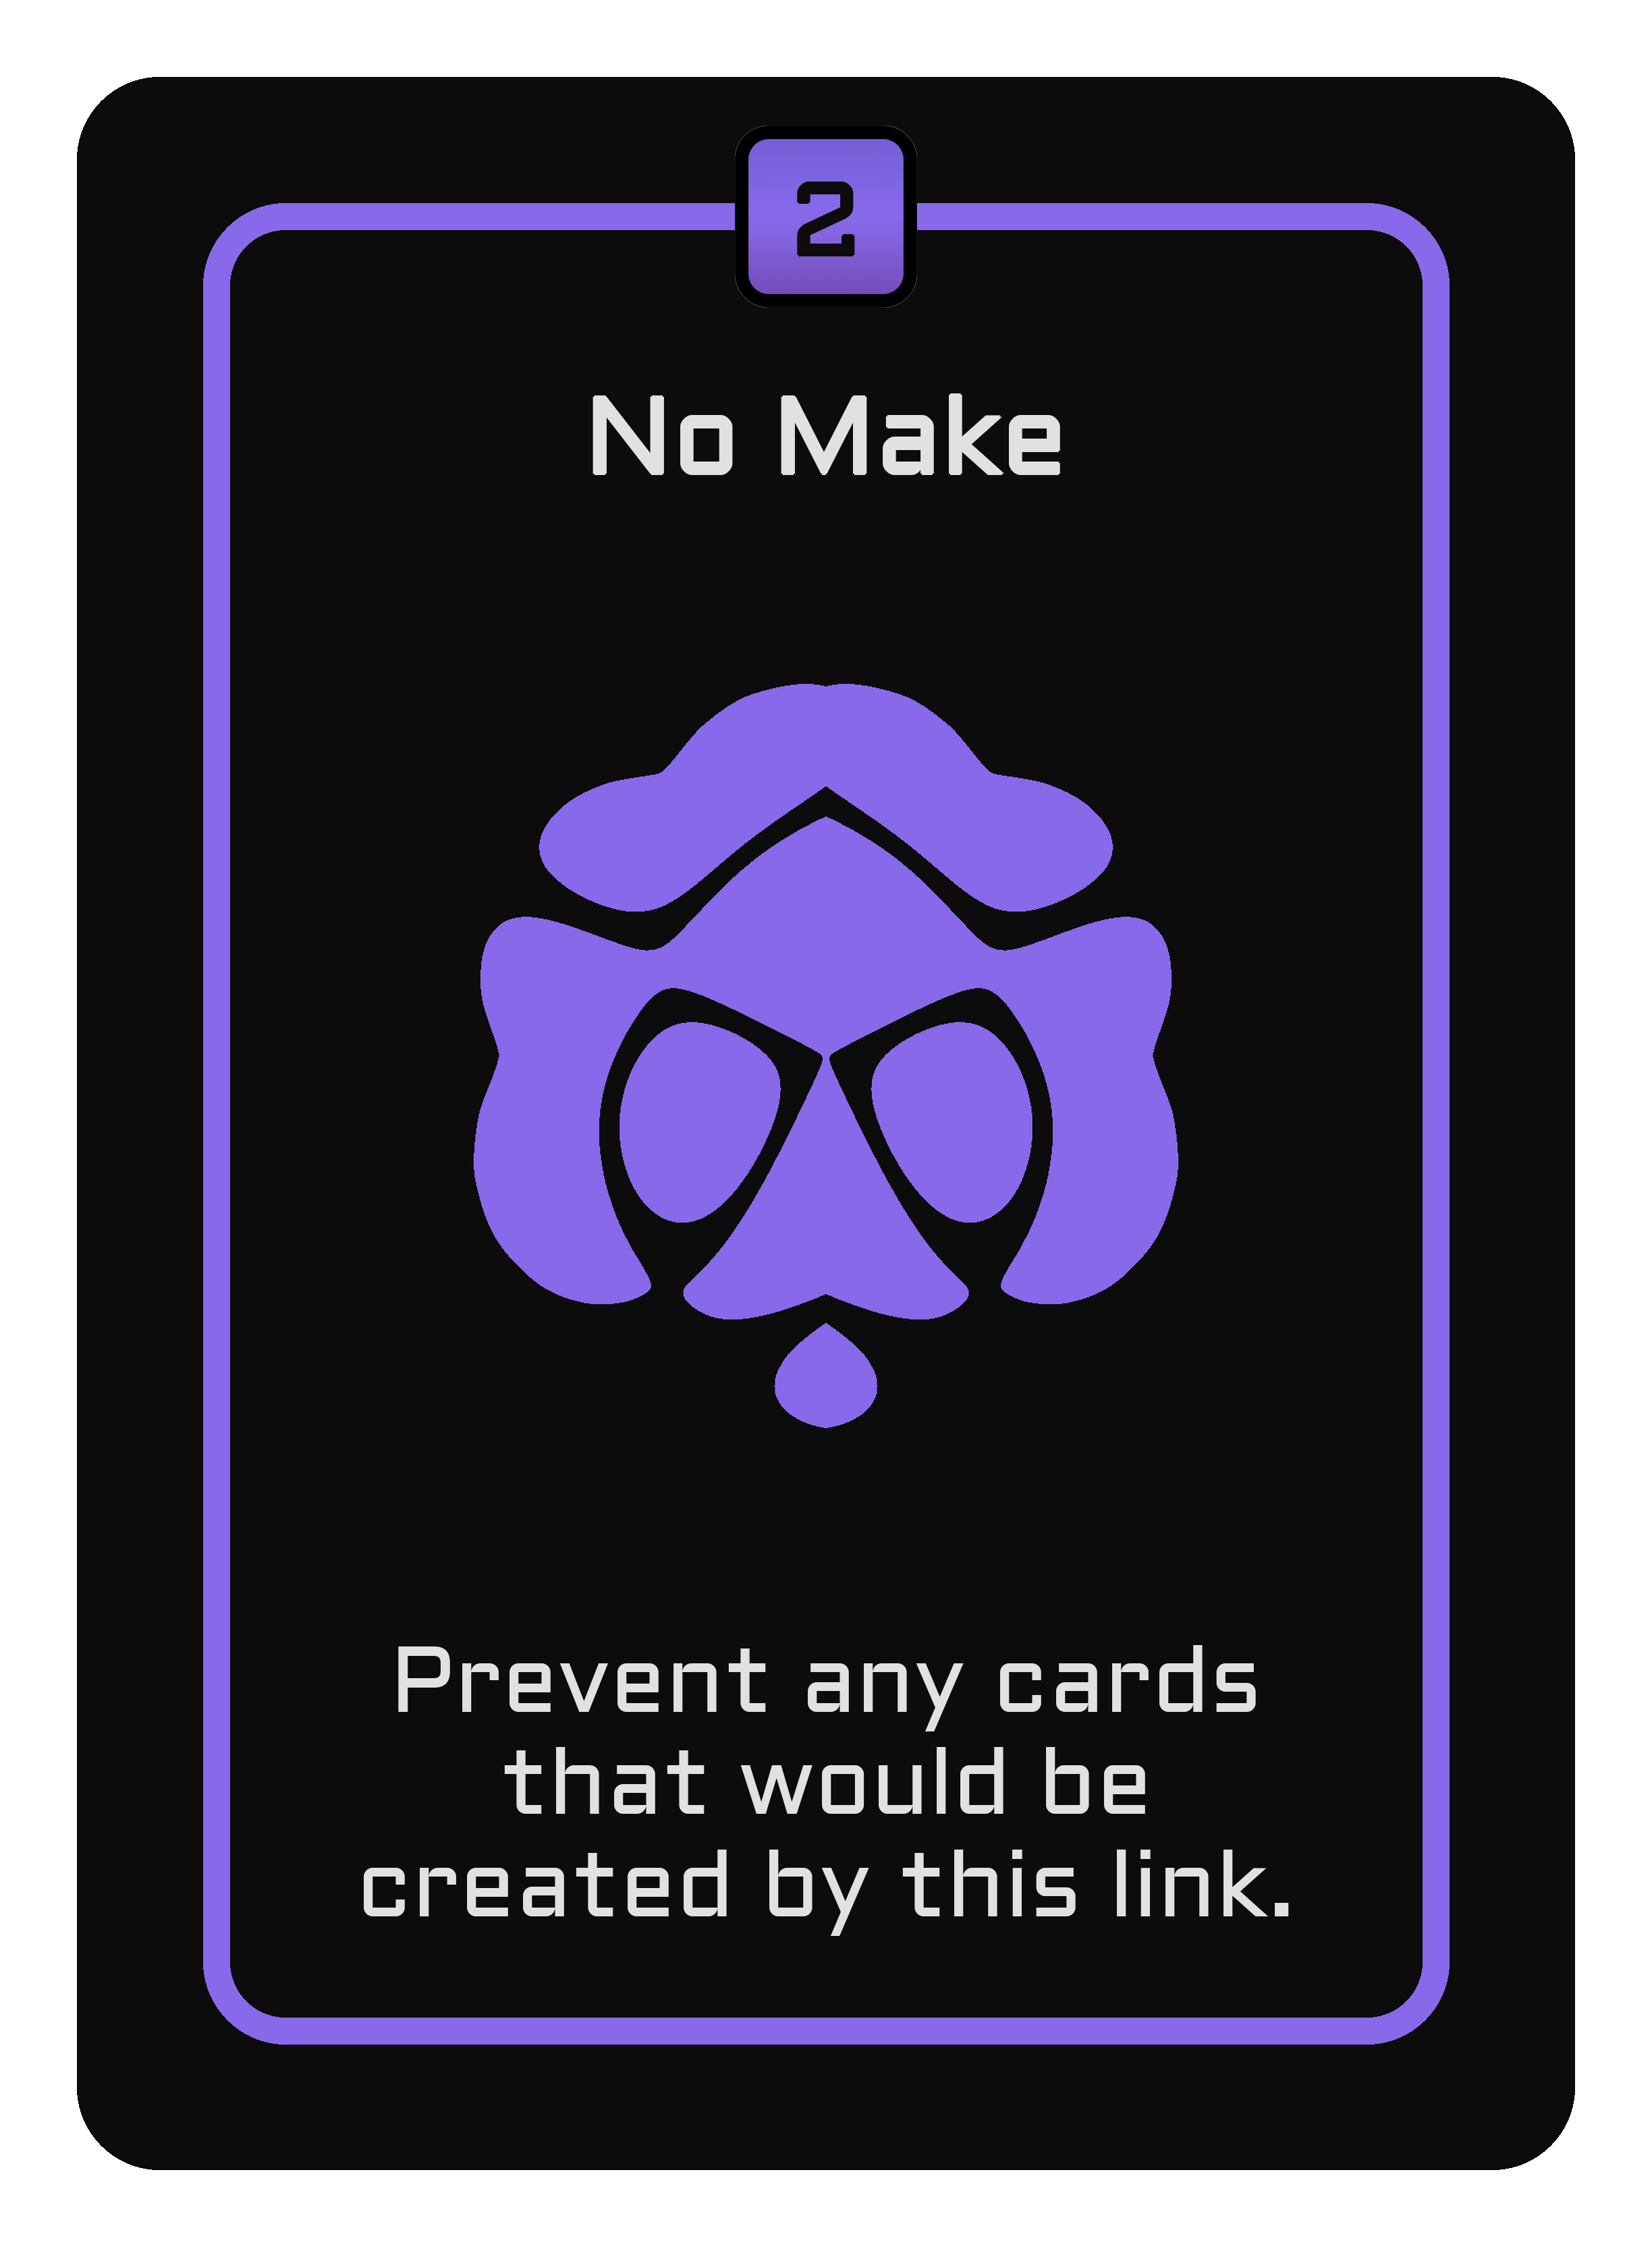 2
No Make
Prevent any cards
that would be
created by this link.